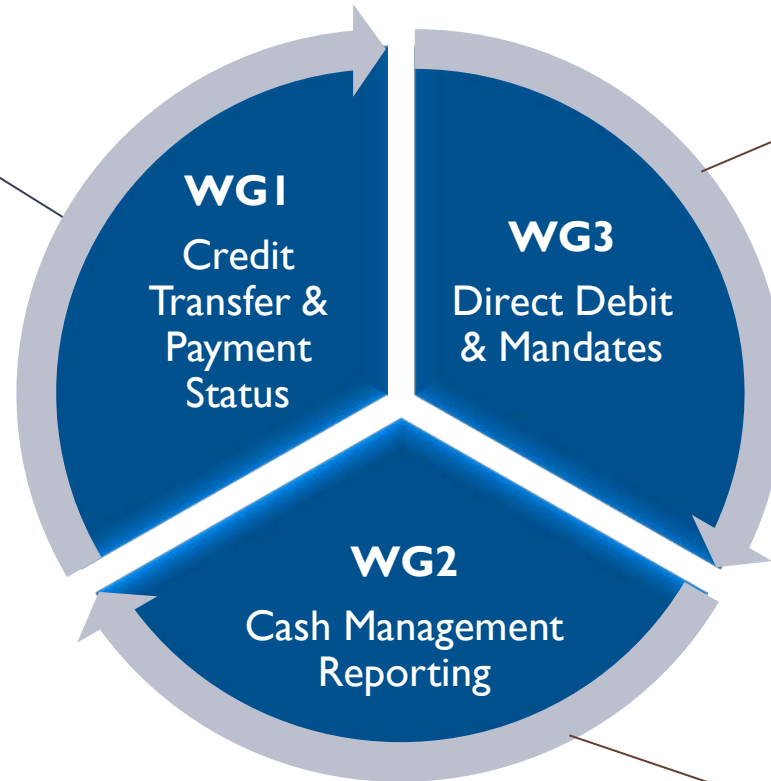 WG1
Credit
Transfer &
Payment
Status
WG3
Direct Debit
& Mandates
WG2
Cash Management
Reporting